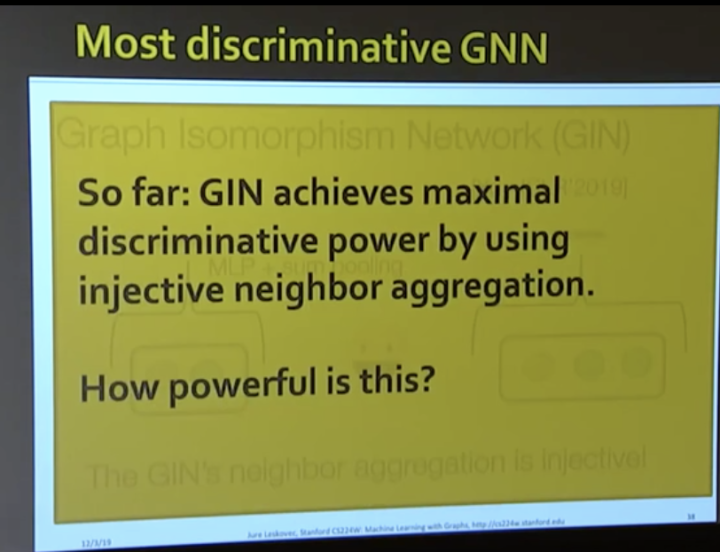 Most discriminative GNN
Graph Isomorphism Network (GIN)
So far: GIN achieves maximal
2019]
discriminative power by using
MLP + sum pooling
injective neighbor aggregation.
How powerful is this?
The GIN's neighbor aggregation is injective!
12/3/19
Jure Leskovec, Stanford CS224W: Machine Learning with Graphs, http://cs224w.stanford.edu